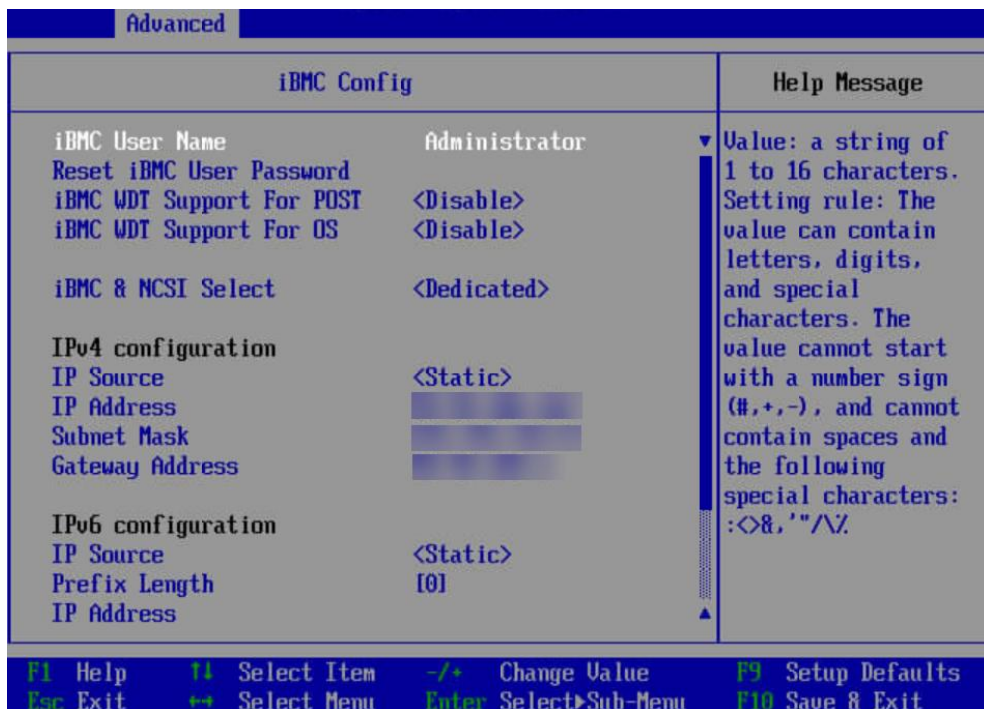 Advanced
iBMC Config
Help Message
iBMC User Name Administrator
Reset iBMC User Password
iBMC WDT Support For POST <Disable>
iBMC WDT Support For OS <Disable>
iBMC & NCSI Select <Dedicated>
IPv4 configuration
IP Source <Static>
IP Address
Subnet Mask
Gateway Address
IPv6 configuration
IP Source <Static>
Prefix Length [0]
IP Address
Value: a string of
1 to 16 characters.
Setting rule: The
value can contain
letters, digits,
and special
characters. The
value cannot start
with a number sign
(#,+,-), and cannot
contain spaces and
the following
special characters:
:<>&,'"/\%
F1 Help ↑↓ Select Item -/+ Change Value F9 Setup Defaults
Esc Exit ←→ Select Menu Enter Select▶Sub-Menu F10 Save & Exit